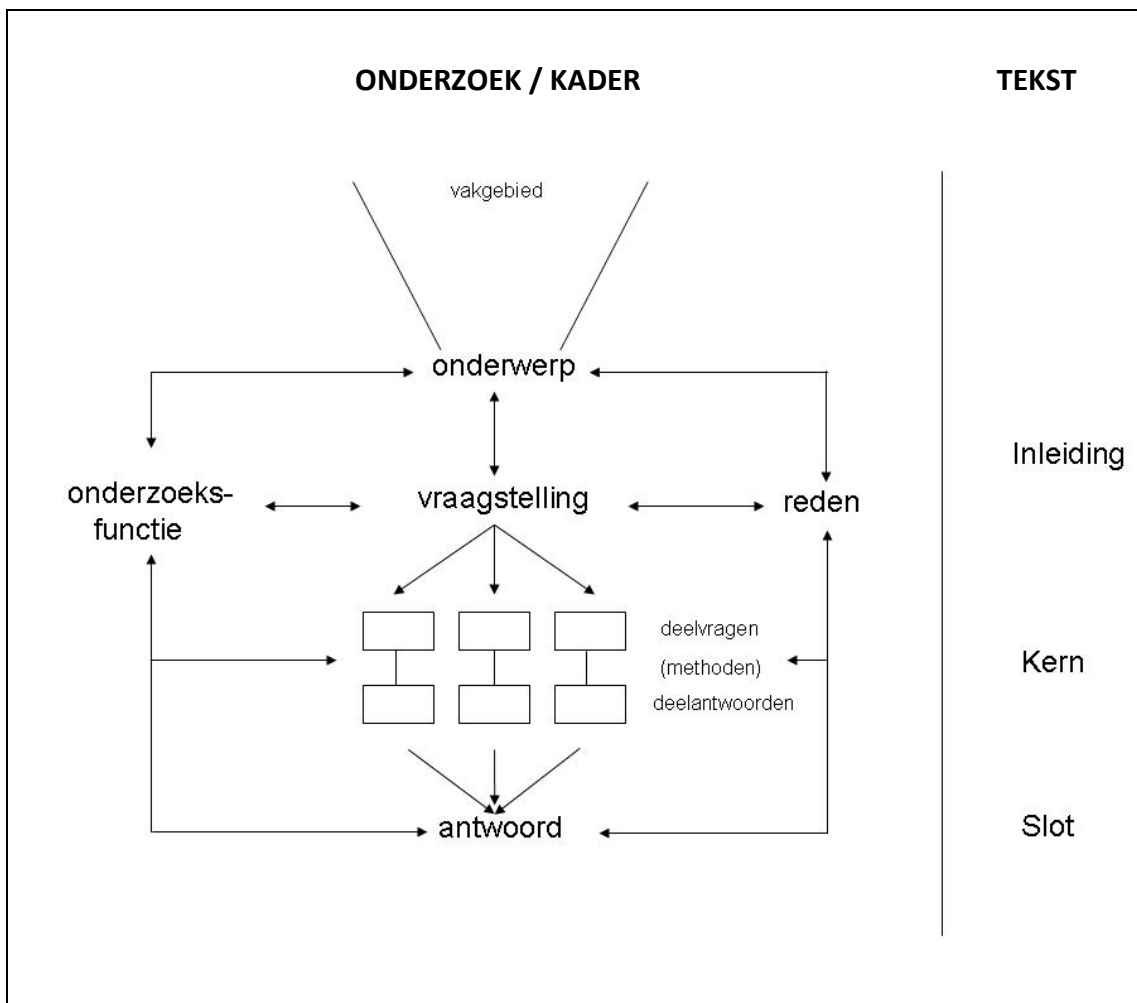 ONDERZOEK / KADER
TEKST
vakgebied
onderwerp
Inleiding
onderzoeks-
functie
vraagstelling
reden
deelvragen
(methoden)
deelantwoorden
Kern
antwoord
Slot